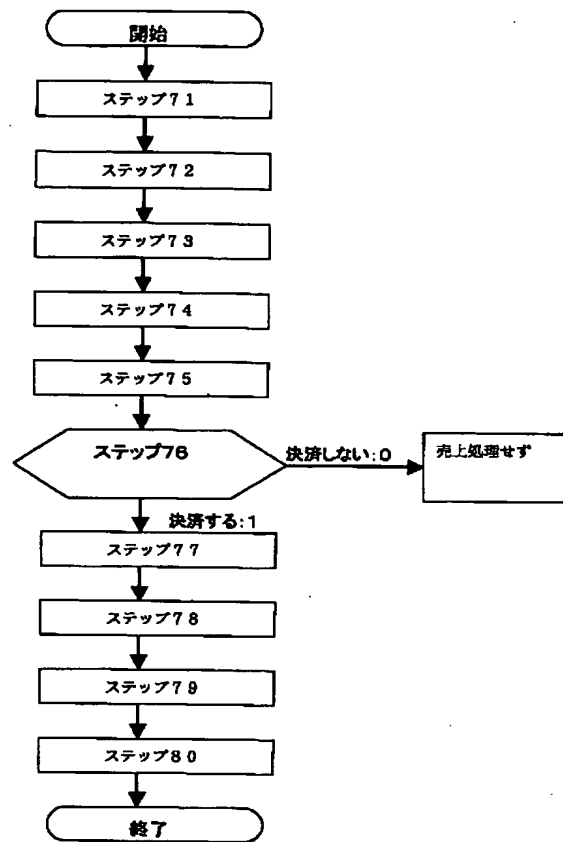 開始
ステップ７１
ステップ７２
ステップ７３
ステップ７４
ステップ７５
ステップ76
決済しない：0
売上処理せず
決済する：1
ステップ７７
ステップ７８
ステップ７９
ステップ８０
終了